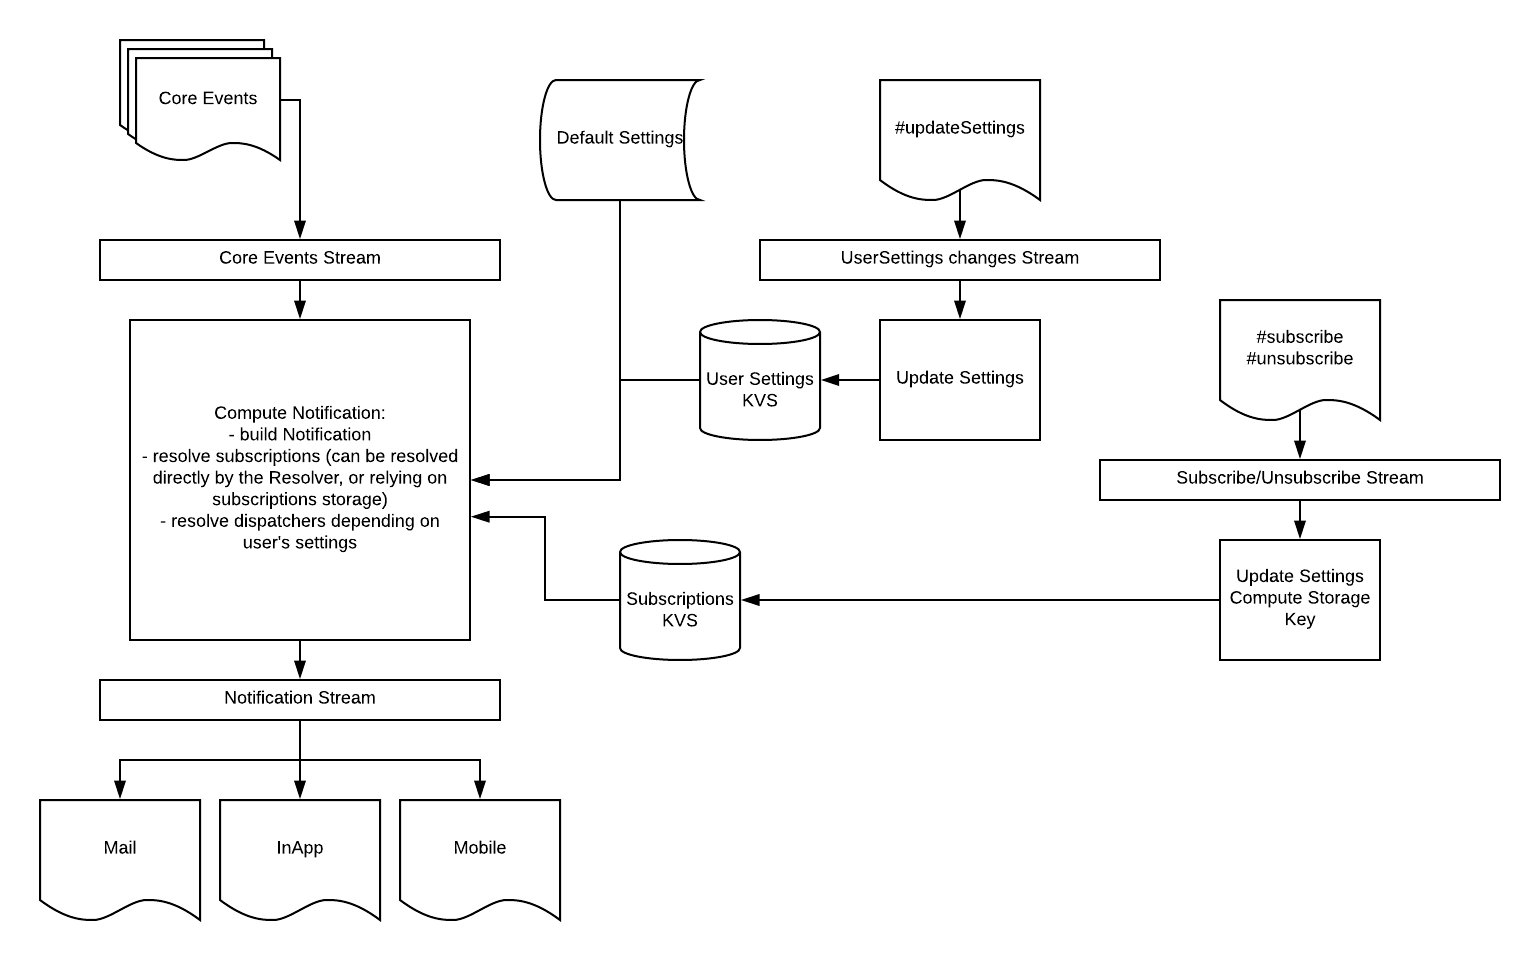 Core Events
Default Settings
#updateSettings
Core Events Stream
UserSettings changes Stream
#subscribe
#unsubscribe
User Settings
KVS
Update Settings
Compute Notification:
- build Notification
- resolve subscriptions (can be resolved
directly by the Resolver, or relying on
subscriptions storage)
- resolve dispatchers depending on
user's settings
Subscribe/Unsubscribe Stream
Subscriptions
KVS
Update Settings
Compute Storage
Key
Notification Stream
Mail
InApp
Mobile